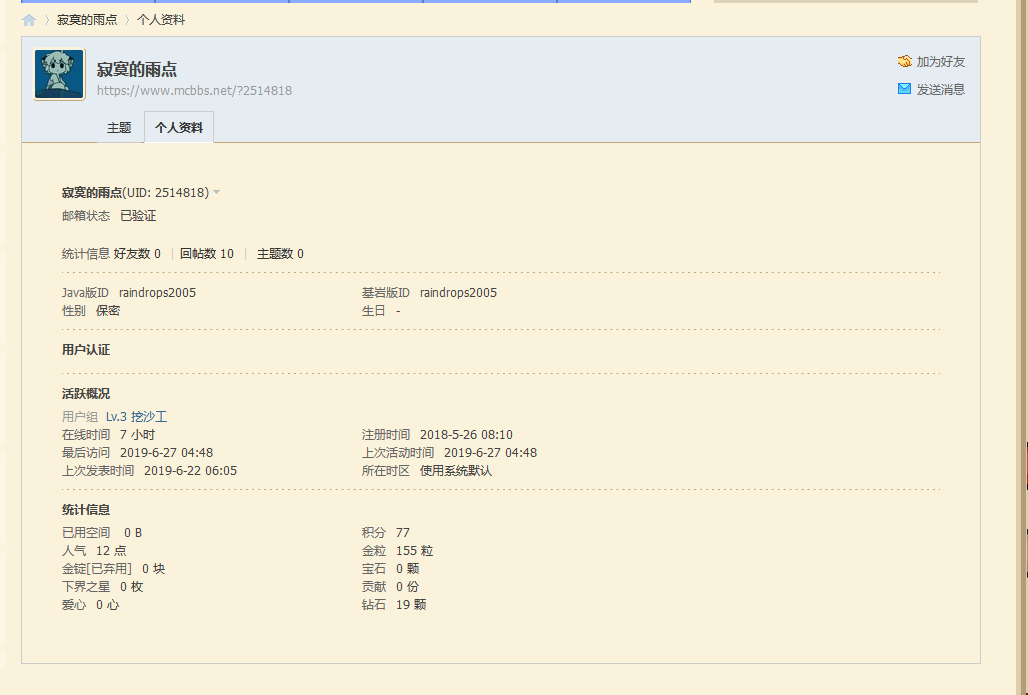 寂寞的雨点 〉 个人资料
寂寞的雨点
https://www.mcbbs.net/?2514818
加为好友
发送消息
主题 个人资料
寂寞的雨点(UID: 2514818)
邮箱状态 已验证
统计信息 好友数 0 | 回帖数 10 | 主题数 0
Java版ID raindrops2005 基岩版ID raindrops2005
性别 保密 生日 -
用户认证
活跃概况
用户组 Lv.3 挖沙工
在线时间 7 小时 注册时间 2018-5-26 08:10
最后访问 2019-6-27 04:48 上次活动时间 2019-6-27 04:48
上次发表时间 2019-6-22 06:05 所在时区 使用系统默认
统计信息
已用空间 0 B 积分 77
人气 12 点 金粒 155 粒
金锭[已弃用] 0 块 宝石 0 颗
下界之星 0 枚 贡献 0 份
爱心 0 心 钻石 19 颗